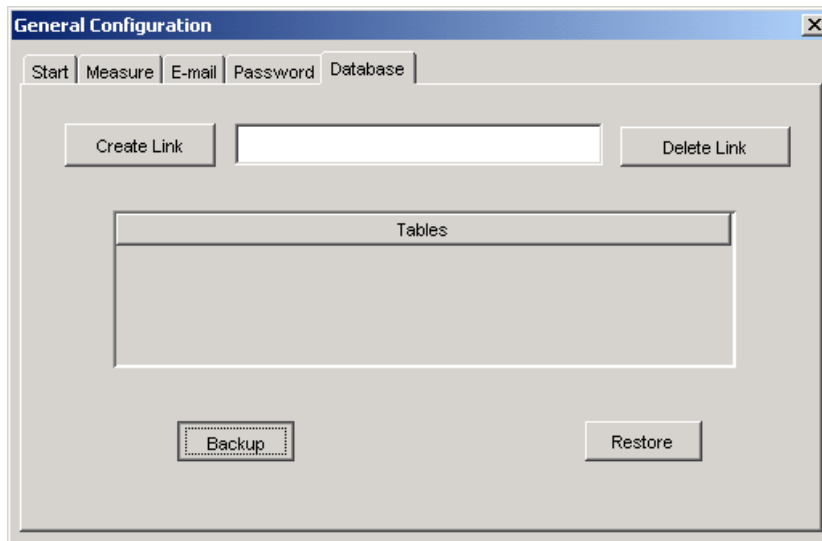 General Configuration
Start Measure E-mail Password Database
Create Link Delete Link
Tables
Backup Restore